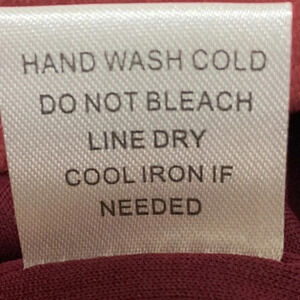 HAND WASH COLD
DO NOT BLEACH
LINE DRY
COOL IRON IF
NEEDED